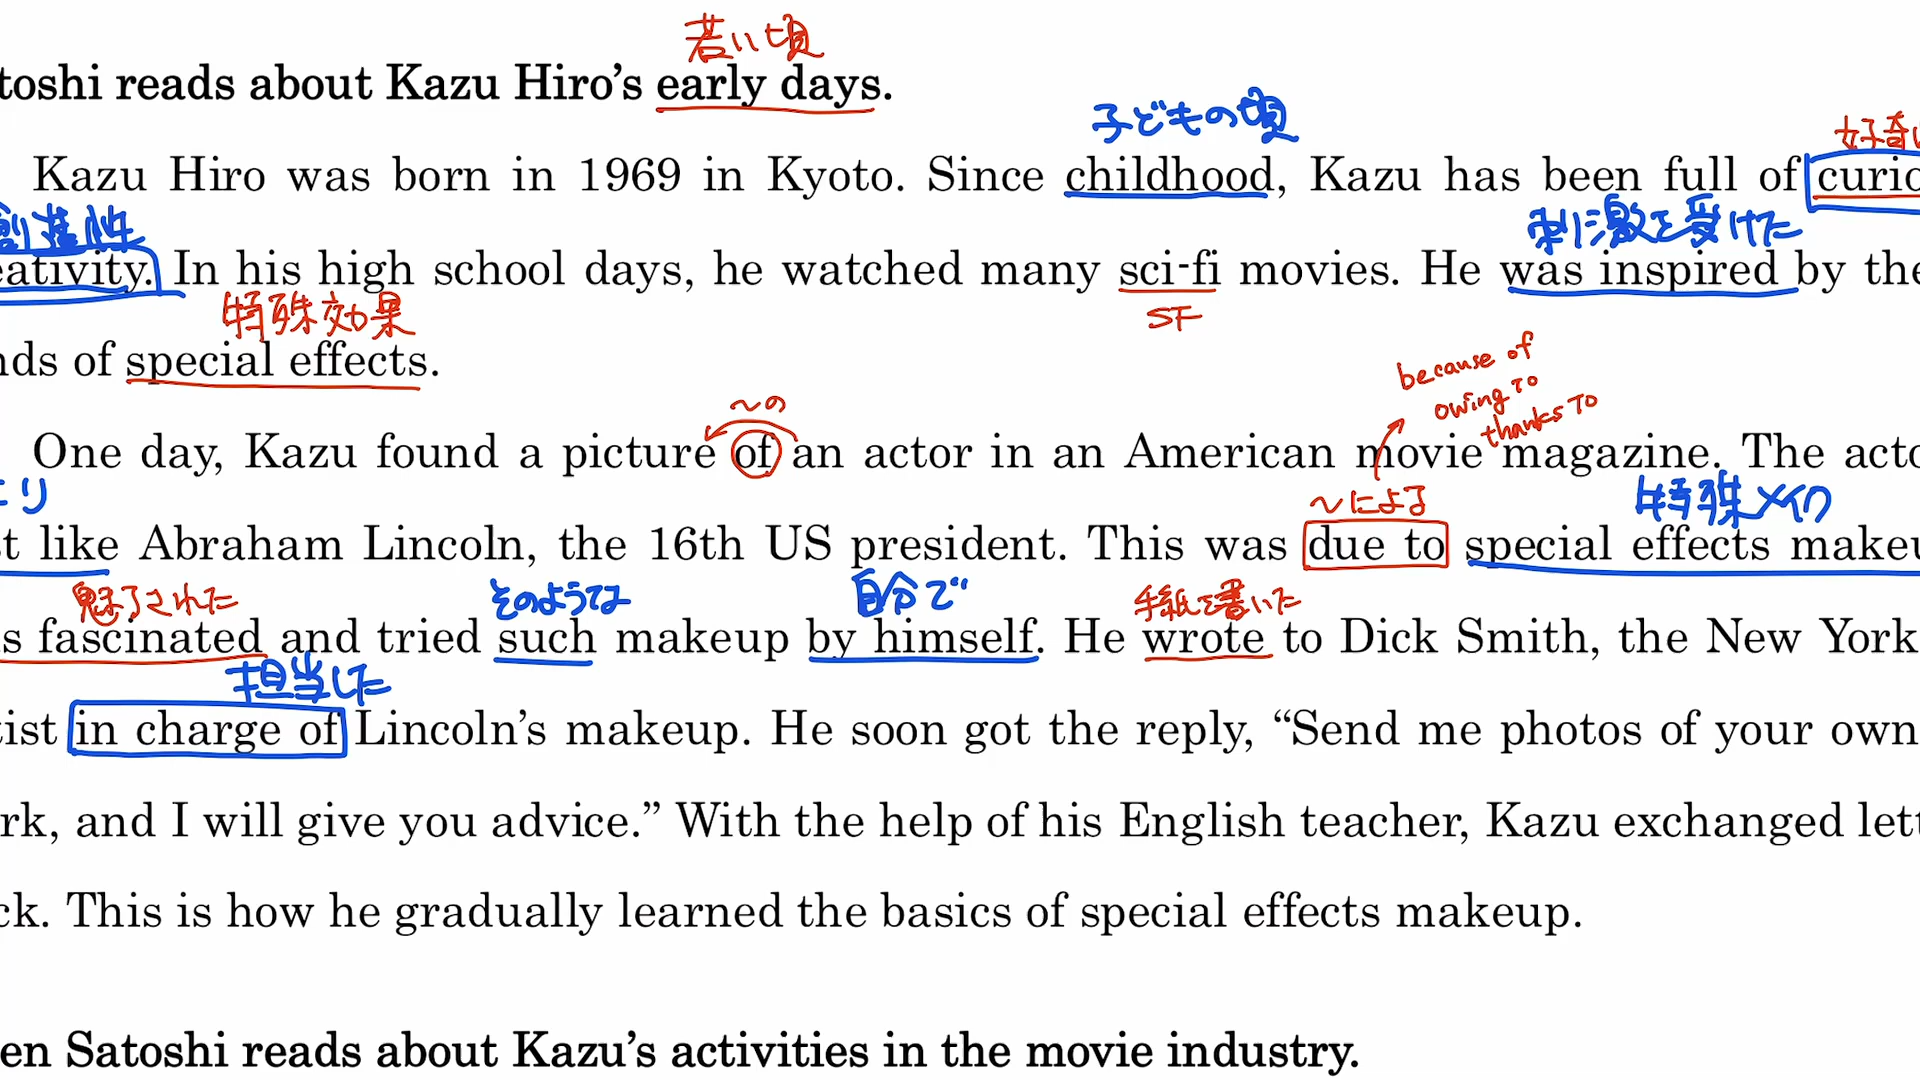 若い頃
toshi reads about Kazu Hiro's early days.
子どもの頃
好奇
Kazu Hiro was born in 1969 in Kyoto. Since childhood, Kazu has been full of curio
創造性
刺激を受けた
eativity. In his high school days, he watched many sci-fi movies. He was inspired by the
特殊効果
SF
nds of special effects.
because of
owing to
thanks to
〜の
One day, Kazu found a picture of an actor in an American movie magazine. The acto
より
〜による
特殊メイク
t like Abraham Lincoln, the 16th US president. This was due to special effects makeu
魅了された
そのような
自分で
手紙を書いた
s fascinated and tried such makeup by himself. He wrote to Dick Smith, the New York
担当した
ist in charge of Lincoln's makeup. He soon got the reply, “Send me photos of your own
rk, and I will give you advice.” With the help of his English teacher, Kazu exchanged lett
ck. This is how he gradually learned the basics of special effects makeup.
en Satoshi reads about Kazu's activities in the movie industry.